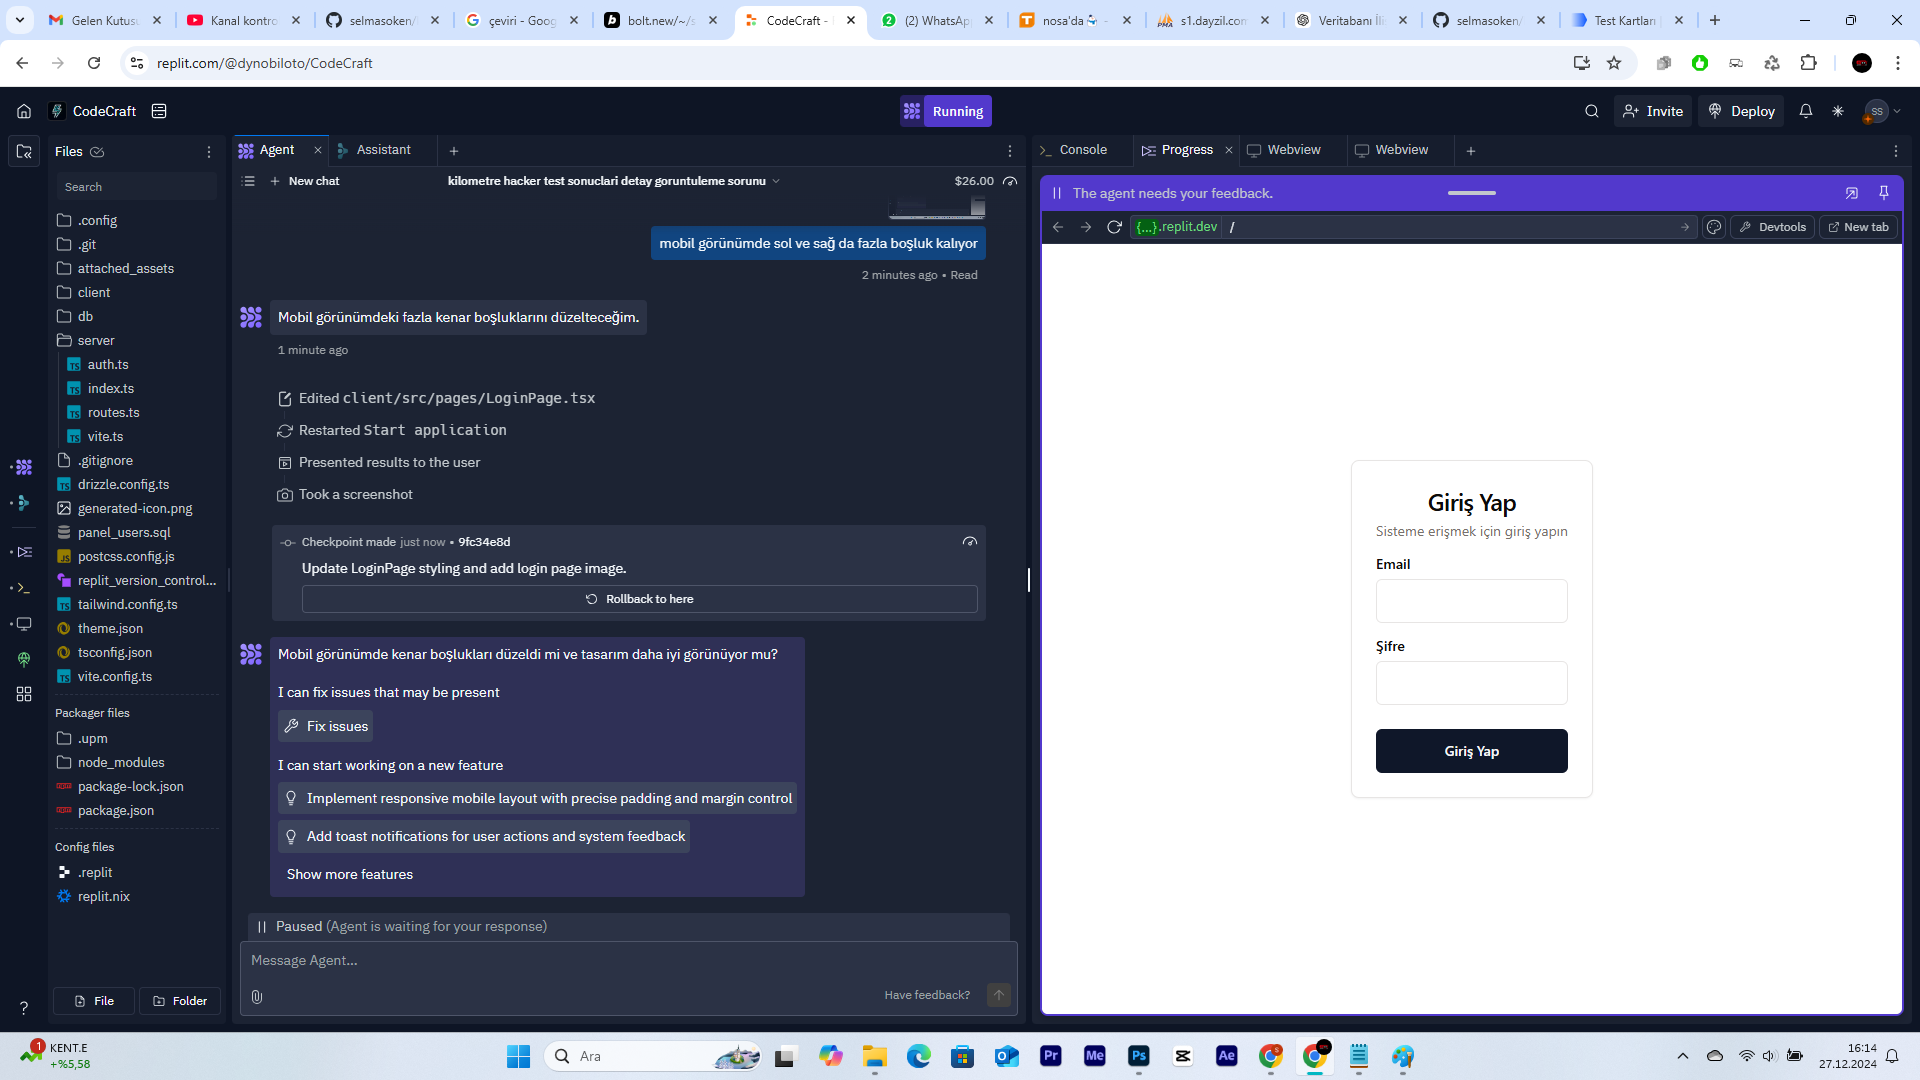 Gelen Kutusu
Kanal kontro
selmasoken/
çeviri - Goog
bolt.new/~/s
CodeCraft -
(2) WhatsApp
nosa'da
s1.dayzil.com
Veritabanı İli
selmasoken/
Test Kartları
replit.com/@dynobiloto/CodeCraft
CodeCraft
Running
Invite
Deploy
SS
Files
Agent
Assistant
Console
Progress
Webview
Webview
Search
New chat
kilometre hacker test sonuclari detay goruntuleme sorunu
$26.00
The agent needs your feedback.
{...}.replit.dev
/
Devtools
New tab
.config
.git
attached_assets
client
db
server
auth.ts
index.ts
routes.ts
vite.ts
.gitignore
drizzle.config.ts
generated-icon.png
panel_users.sql
postcss.config.js
replit_version_control...
tailwind.config.ts
theme.json
tsconfig.json
vite.config.ts
Packager files
.upm
node_modules
package-lock.json
package.json
Config files
.replit
replit.nix
File
Folder
mobil görünümde sol ve sağ da fazla boşluk kalıyor
2 minutes ago • Read
Mobil görünümdeki fazla kenar boşluklarını düzelteceğim.
1 minute ago
Edited client/src/pages/LoginPage.tsx
Restarted Start application
Presented results to the user
Took a screenshot
Checkpoint made just now • 9fc34e8d
Update LoginPage styling and add login page image.
Rollback to here
Mobil görünümde kenar boşlukları düzeldi mi ve tasarım daha iyi görünüyor mu?
I can fix issues that may be present
Fix issues
I can start working on a new feature
Implement responsive mobile layout with precise padding and margin control
Add toast notifications for user actions and system feedback
Show more features
Paused (Agent is waiting for your response)
Message Agent...
Have feedback?
Giriş Yap
Sisteme erişmek için giriş yapın
Email
Şifre
Giriş Yap
1
KENT.E
+%5,58
Ara
16:14
27.12.2024